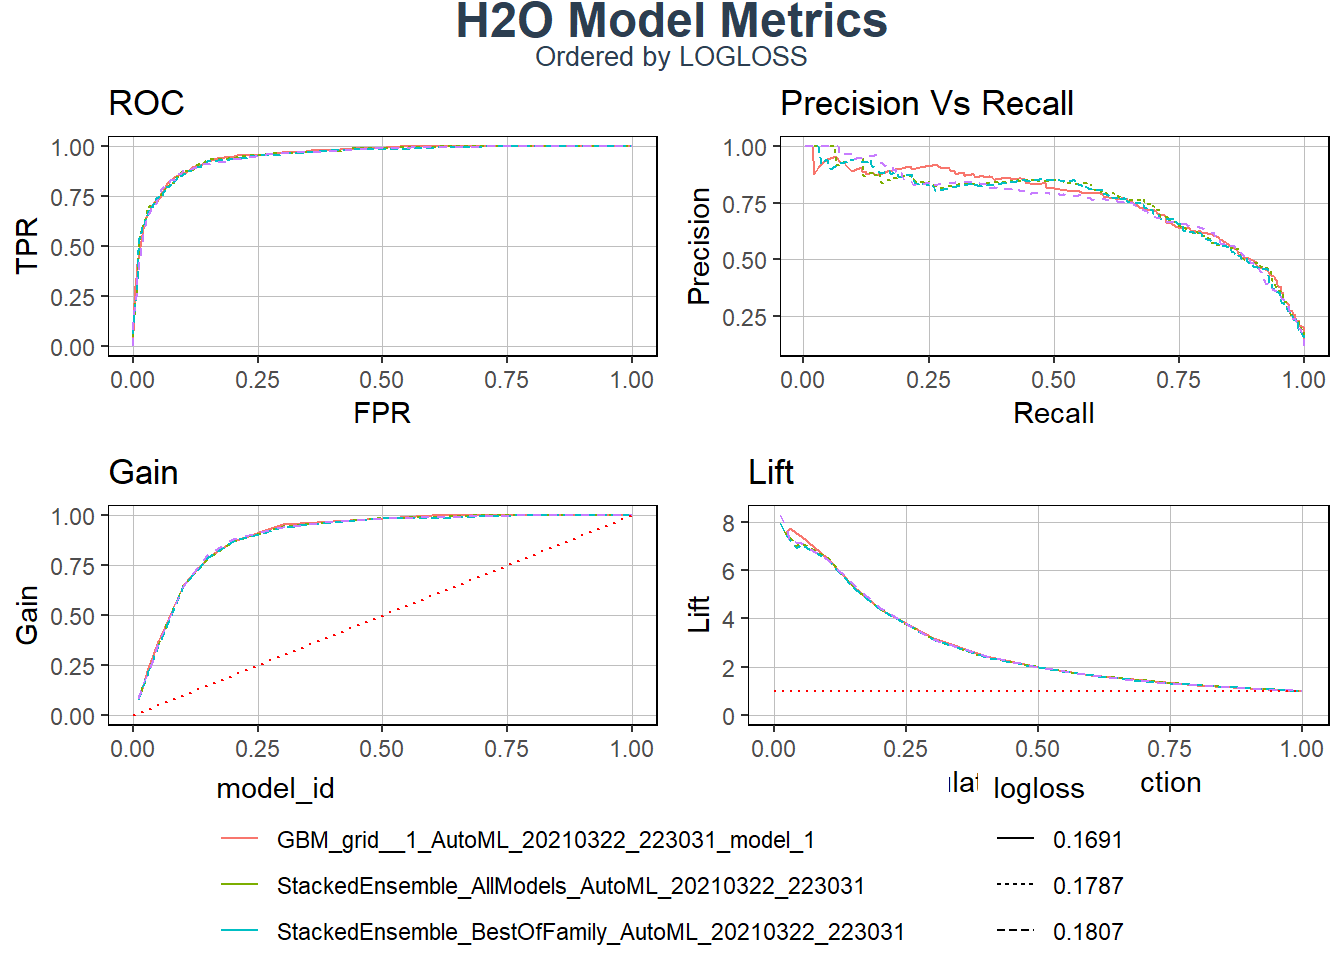 H2O Model Metrics
Ordered by LOGLOSS
ROC
1.00
0.75
0.50
0.25
0.00
TPR
0.00 0.25 0.50 0.75 1.00
FPR
Precision Vs Recall
1.00
0.75
0.50
0.25
Precision
0.00 0.25 0.50 0.75 1.00
Recall
Gain
1.00
0.75
0.50
0.25
0.00
Gain
0.00 0.25 0.50 0.75 1.00
Lift
8
6
4
2
0
Lift
0.00 0.25 0.50 0.75 1.00
ction
model_id
GBM_grid__1_AutoML_20210322_223031_model_1
StackedEnsemble_AllModels_AutoML_20210322_223031
StackedEnsemble_BestOfFamily_AutoML_20210322_223031
logloss
0.1691
0.1787
0.1807